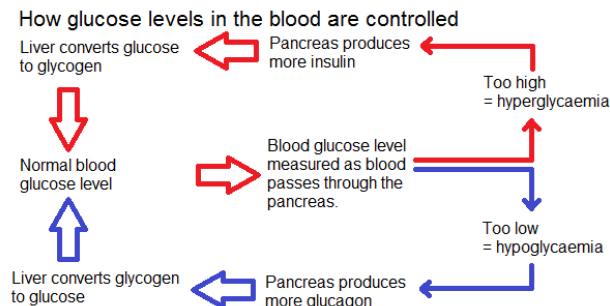 How glucose levels in the blood are controlled
Liver converts glucose
to glycogen
Pancreas produces
more insulin
Too high
= hyperglycaemia
Normal blood
glucose level
Blood glucose level
measured as blood
passes through the
pancreas.
Too low
= hypoglycaemia
Liver converts glycogen
to glucose
Pancreas produces
more glucagon